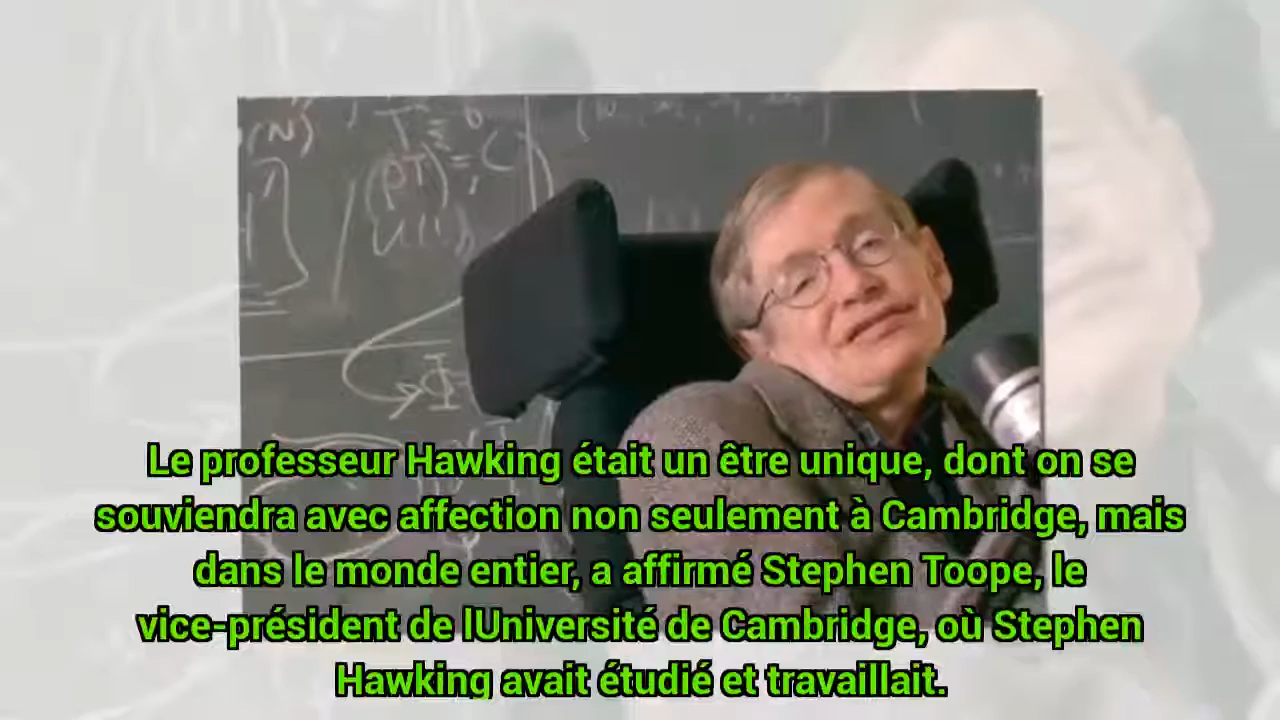 Le professeur Hawking était un être unique, dont on se
souviendra avec affection non seulement à Cambridge, mais
dans le monde entier, a affirmé Stephen Toope, le
vice-président de lUniversité de Cambridge, où Stephen
Hawking avait étudié et travaillait.